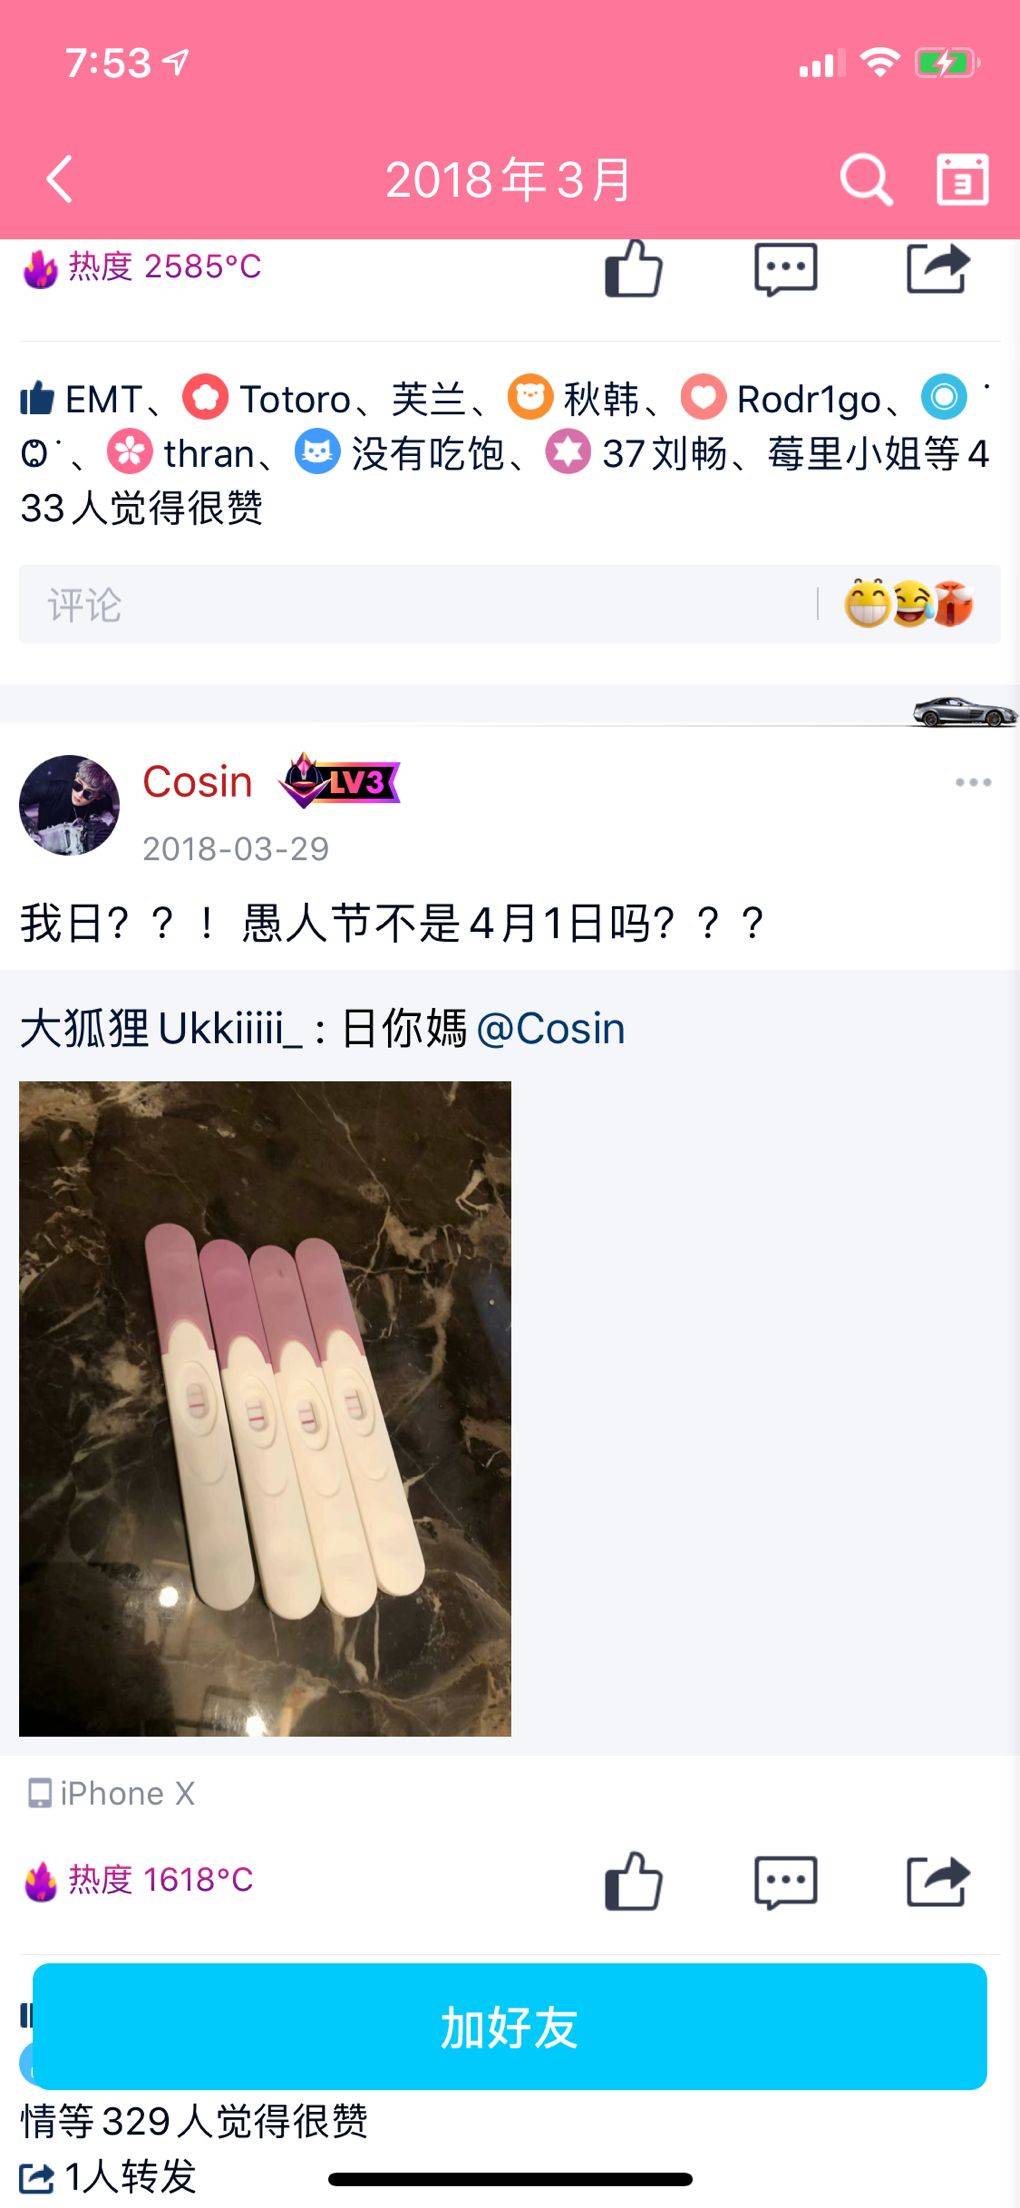 7:53
2018年3月
3
热度 2585°C
EMT、Totoro、芙兰、秋韩、Rodr1go、
、thran、没有吃饱、37刘畅、莓里小姐等4
33人觉得很赞
评论
Cosin LV3
2018-03-29
我日？？！愚人节不是4月1日吗？？？
大狐狸Ukkiiiii_：日你媽@Cosin
iPhone X
热度 1618°C
加好友
情等329人觉得很赞
1人转发